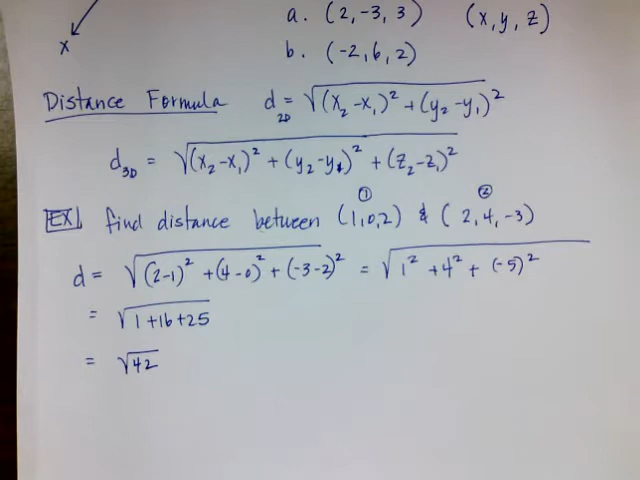 a. (2, -3, 3) (x, y, z)
x
b. (-2, 6, 2)
Distance Formula d₂D = √(x₂-x₁)² + (y₂-y₁)²
d₃D = √(x₂-x₁)² + (y₂-y₁)² + (z₂-z₁)²
① ②
EX find distance between (1,0,2) & (2,4,-3)
d = √(2-1)² + (4-0)² + (-3-2)² = √1² + 4² + (-5)²
= √1+16+25
= √42